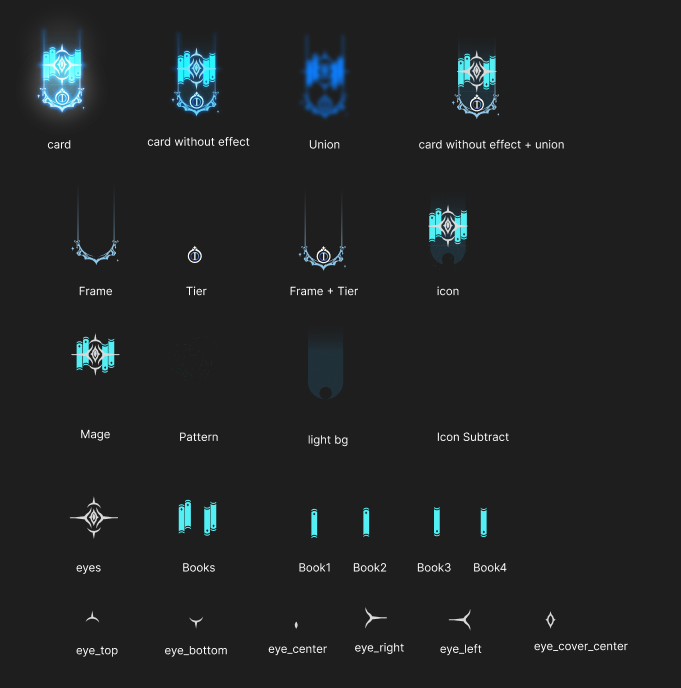 card
card without effect
Union
card without effect + union
Frame
Tier
Frame + Tier
icon
Mage
Pattern
light bg
Icon Subtract
eyes
Books
Book1
Book2
Book3
Book4
eye_top
eye_bottom
eye_center
eye_right
eye_left
eye_cover_center